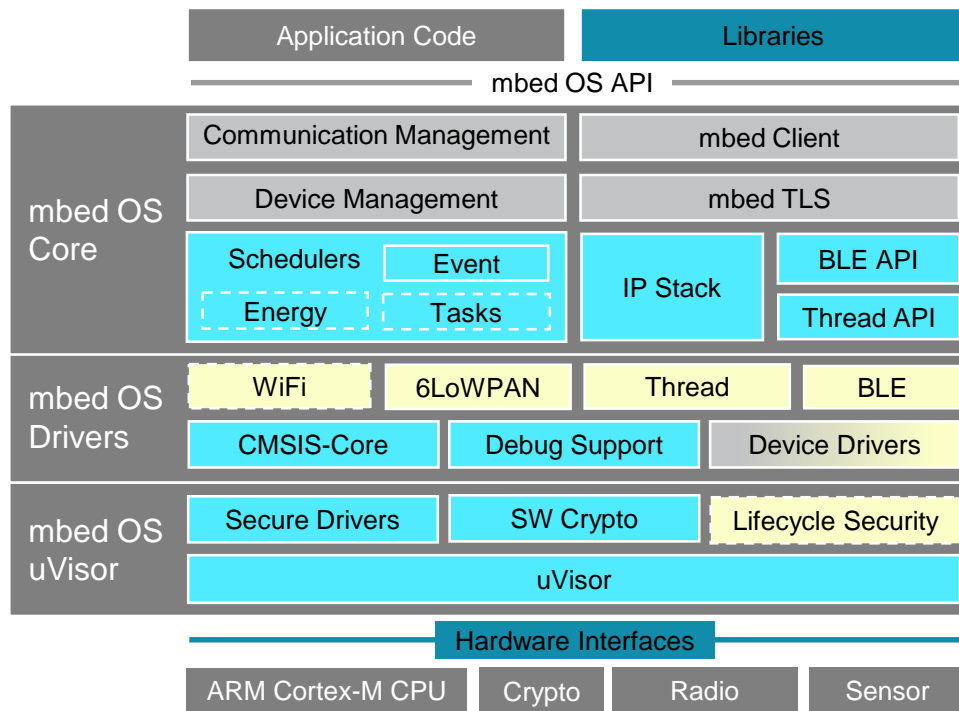 Application Code
Libraries
mbed OS API
mbed OS
Core
Communication Management
mbed Client
Device Management
mbed TLS
Schedulers
Event
Energy
Tasks
IP Stack
BLE API
Thread API
mbed OS
Drivers
WiFi
6LoWPAN
Thread
BLE
CMSIS-Core
Debug Support
Device Drivers
mbed OS
uVisor
Secure Drivers
SW Crypto
Lifecycle Security
uVisor
Hardware Interfaces
ARM Cortex-M CPU
Crypto
Radio
Sensor